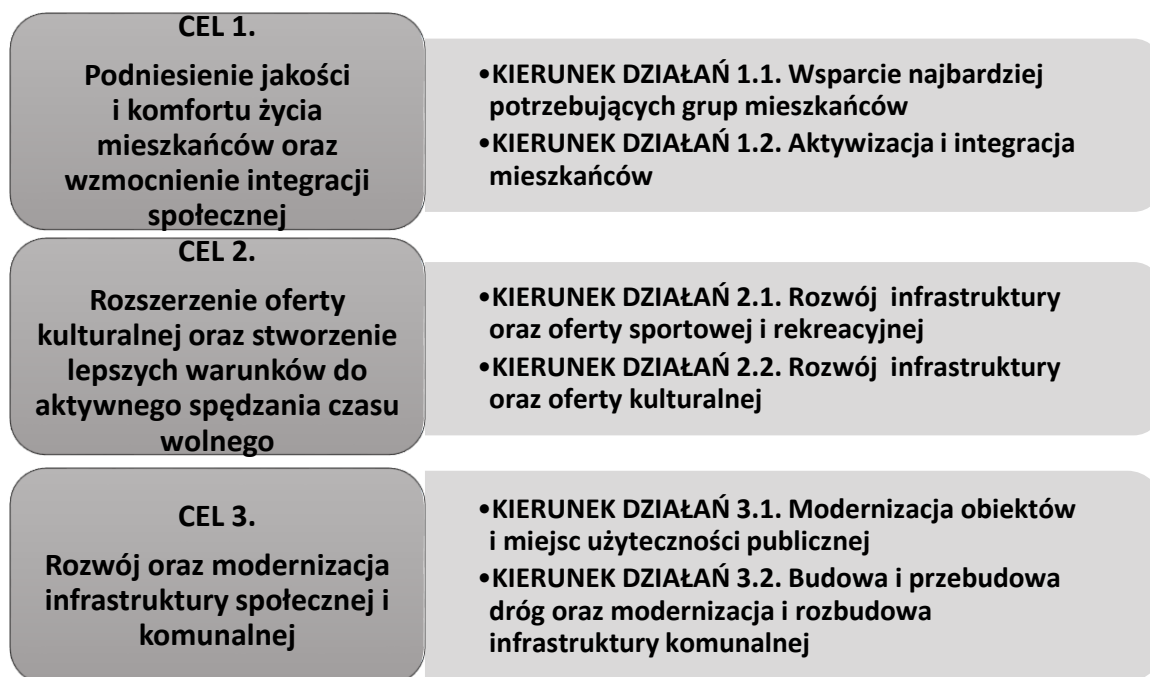 CEL 1.
Podniesienie jakości
i komfortu życia
mieszkańców oraz
wzmocnienie integracji
społecznej
•KIERUNEK DZIAŁAŃ 1.1. Wsparcie najbardziej
potrzebujących grup mieszkańców
•KIERUNEK DZIAŁAŃ 1.2. Aktywizacja i integracja
mieszkańców
CEL 2.
Rozszerzenie oferty
kulturalnej oraz stworzenie
lepszych warunków do
aktywnego spędzania czasu
wolnego
•KIERUNEK DZIAŁAŃ 2.1. Rozwój infrastruktury
oraz oferty sportowej i rekreacyjnej
•KIERUNEK DZIAŁAŃ 2.2. Rozwój infrastruktury
oraz oferty kulturalnej
CEL 3.
Rozwój oraz modernizacja
infrastruktury społecznej i
komunalnej
•KIERUNEK DZIAŁAŃ 3.1. Modernizacja obiektów
i miejsc użyteczności publicznej
•KIERUNEK DZIAŁAŃ 3.2. Budowa i przebudowa
dróg oraz modernizacja i rozbudowa
infrastruktury komunalnej